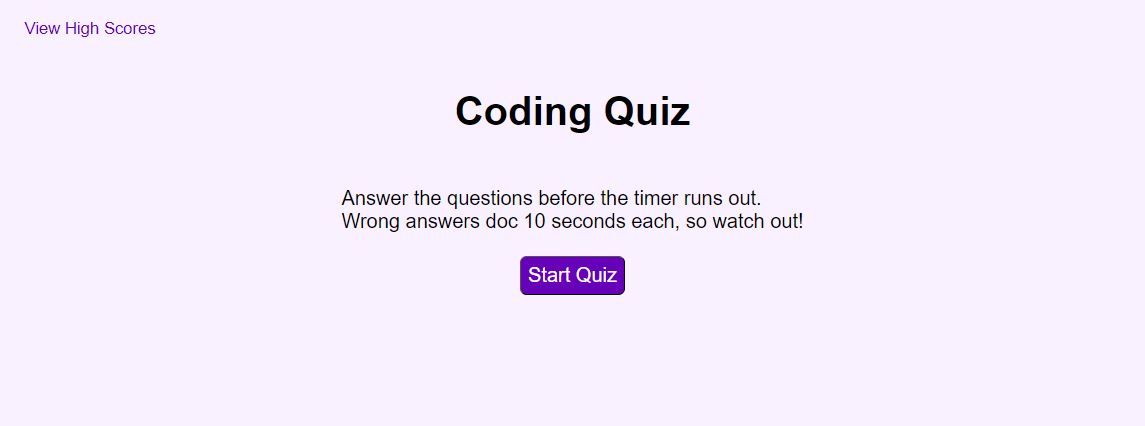 View High Scores
Coding Quiz
Answer the questions before the timer runs out.
Wrong answers doc 10 seconds each, so watch out!
Start Quiz